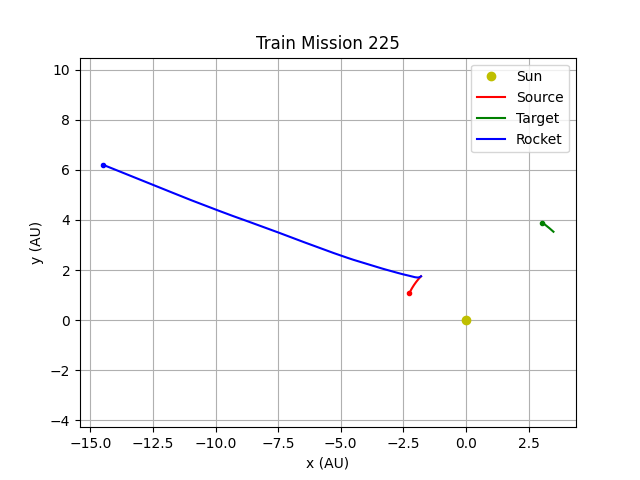 Train Mission 225
Sun
Source
Target
Rocket
10
8
6
4
2
0
−2
−4
y (AU)
−15.0 −12.5 −10.0 −7.5 −5.0 −2.5 0.0 2.5
x (AU)